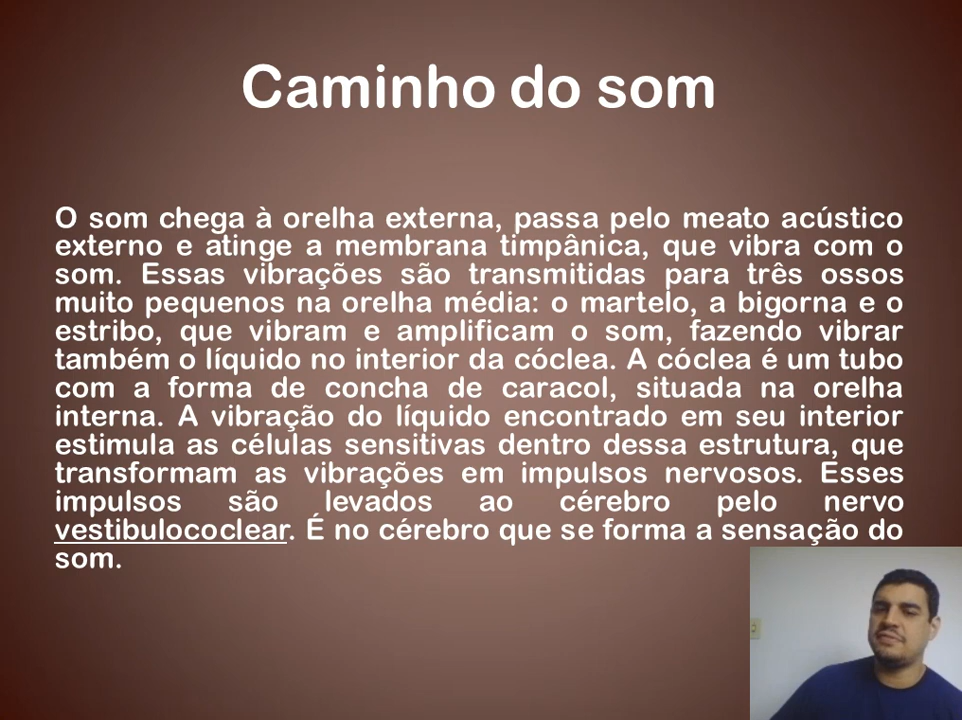 Caminho do som
O som chega à orelha externa, passa pelo meato acústico
externo e atinge a membrana timpânica, que vibra com o
som. Essas vibrações são transmitidas para três ossos
muito pequenos na orelha média: o martelo, a bigorna e o
estribo, que vibram e amplificam o som, fazendo vibrar
também o líquido no interior da cóclea. A cóclea é um tubo
com a forma de concha de caracol, situada na orelha
interna. A vibração do líquido encontrado em seu interior
estimula as células sensitivas dentro dessa estrutura, que
transformam as vibrações em impulsos nervosos. Esses
impulsos são levados ao cérebro pelo nervo
vestibulococlear. É no cérebro que se forma a sensação do
som.